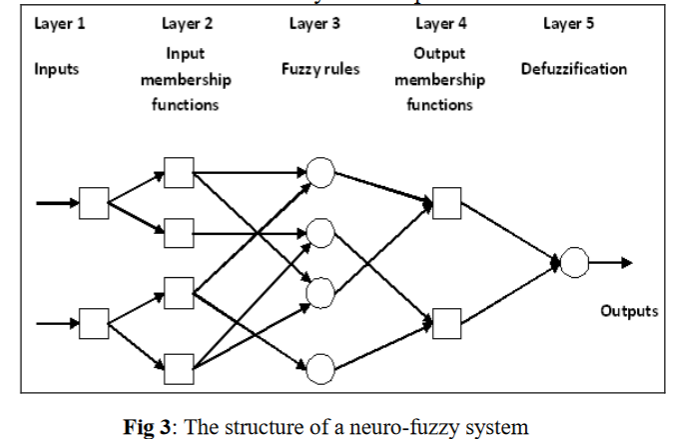 Layer 1
Layer 2
Layer 3
Layer 4
Layer 5
Inputs
Input
membership
functions
Fuzzy rules
Output
membership
functions
Defuzzification
Outputs
Fig 3: The structure of a neuro-fuzzy system